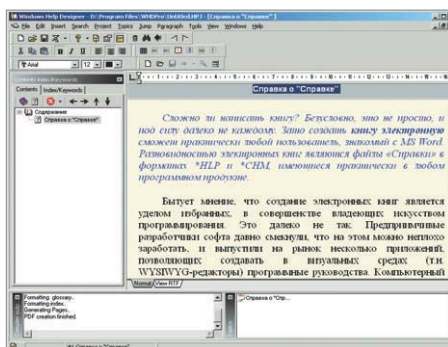 Windows Help Designer - D:\Program Files\WHDPro\Untitled.HPJ - [Справка о "Справке"]
File Edit Insert Search Project Topics Jump Paragraph Tools View Windows Help
Arial 12
Contents Index/Keywords
Contents Index/Keywords
Содержание
Справка о "Справке"
Справка о "Справке"
Сложно ли написать книгу? Безусловно, это не просто, и
под силу далеко не каждому. Зато создать книгу электронную
сможет практически любой пользователь, знакомый с MS Word.
Разновидностью электронных книг являются файлы «Справки» в
форматах *HLP и *CHM, имеющиеся практически в любом
программном продукте.
Бытует мнение, что создание электронных книг является
уделом избранных, в совершенстве владеющих искусством
программирования. Это далеко не так. Предприимчивые
разработчики софта давно смекнули, что на этом можно неплохо
заработать, и выпустили на рынок несколько приложений,
позволяющих создавать в визуальных средах (т.н.
WYSIWYG-редакторы) программные руководства. Компьютерный
Normal View RTF
Formatting glossary.
Formatting index.
Generating Pages.
PDF creation finished.
Справка о "Спр...
Справка о "Справке"